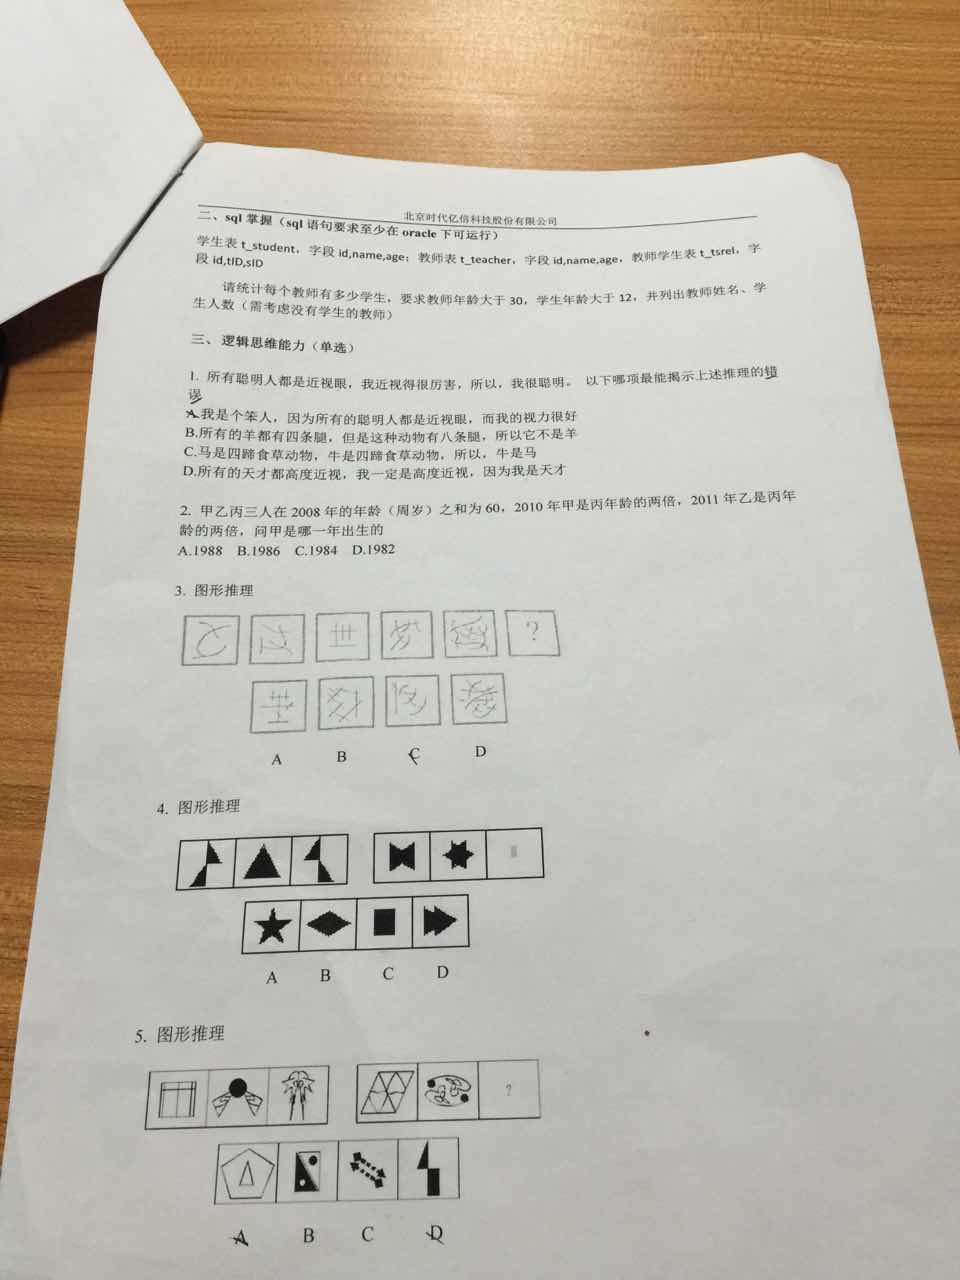 北京时代亿信科技股份有限公司
二、sql 掌握（sql 语句要求至少在 oracle 下可运行）
学生表 t_student，字段 id,name,age；教师表 t_teacher，字段 id,name,age，教师学生表 t_tsrel，字
段 id,tID,sID
请统计每个教师有多少学生，要求教师年龄大于 30，学生年龄大于 12，并列出教师姓名、学
生人数（需考虑没有学生的教师）
三、逻辑思维能力（单选）
1. 所有聪明人都是近视眼，我近视得很厉害，所以，我很聪明。 以下哪项最能揭示上述推理的错
误
A.我是个笨人，因为所有的聪明人都是近视眼，而我的视力很好
B.所有的羊都有四条腿，但是这种动物有八条腿，所以它不是羊
C.马是四蹄食草动物，牛是四蹄食草动物，所以，牛是马
D.所有的天才都高度近视，我一定是高度近视，因为我是天才
2. 甲乙丙三人在 2008 年的年龄（周岁）之和为 60，2010 年甲是丙年龄的两倍，2011 年乙是丙年
龄的两倍，问甲是哪一年出生的
A.1988 B.1986 C.1984 D.1982
3. 图形推理
?
A B C D
4. 图形推理
A B C D
5. 图形推理
?
A B C D